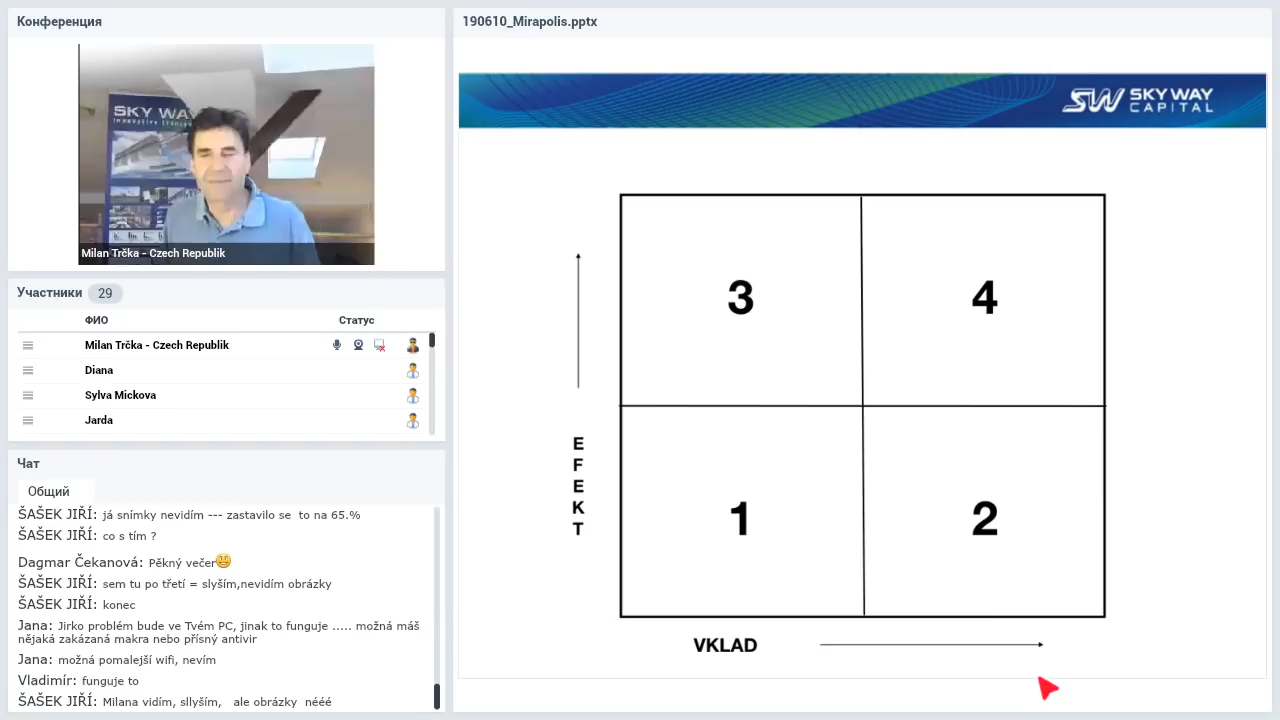 Конференция
SKY WAY
Milan Trčka - Czech Republik
Участники 29
ФИО Статус
Milan Trčka - Czech Republik
Diana
Sylva Mickova
Jarda
Чат
Общий
ŠAŠEK JIŘÍ: já snímky nevidím --- zastavilo se to na 65.%
ŠAŠEK JIŘÍ: co s tím ?
Dagmar Čekanová: Pěkný večer
ŠAŠEK JIŘÍ: sem tu po třetí = slyším,nevidím obrázky
ŠAŠEK JIŘÍ: konec
Jana: Jirko problém bude ve Tvém PC, jinak to funguje ..... možná máš
nějaká zakázaná makra nebo přísný antivir
Jana: možná pomalejší wifi, nevím
Vladimír: funguje to
ŠAŠEK JIŘÍ: Milana vidím, sllyším, ale obrázky nééé
190610_Mirapolis.pptx
SW SKY WAY
CAPITAL
3 4
EFEKT
1 2
VKLAD